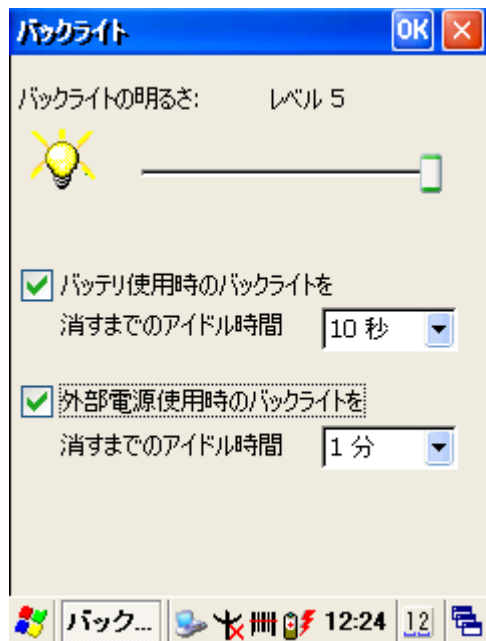 バックライト OK
バックライトの明るさ: レベル 5
バッテリ使用時のバックライトを
消すまでのアイドル時間 10 秒
外部電源使用時のバックライトを
消すまでのアイドル時間 1 分
バック... 12:24 12